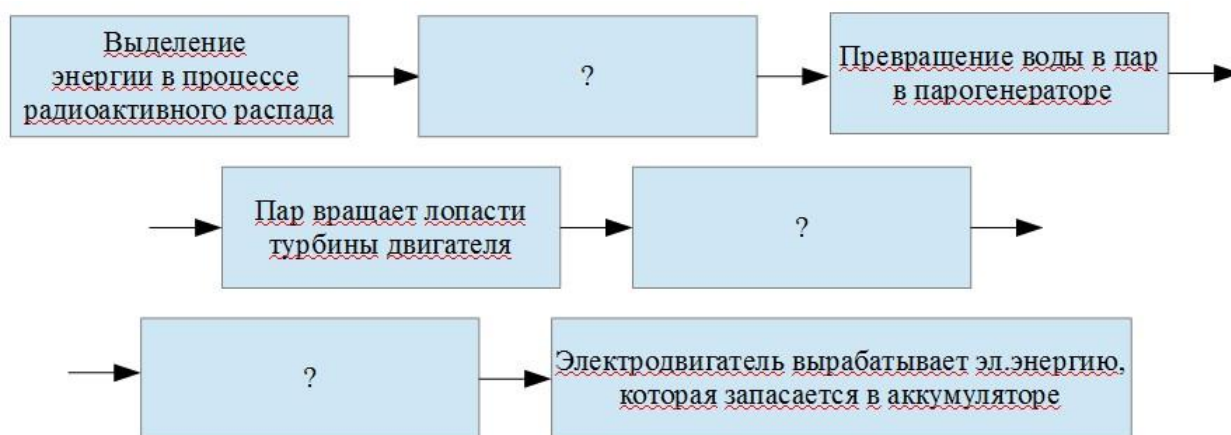 Выделение
энергии в процессе
радиоактивного распада
?
Превращение воды в пар
в парогенераторе
Пар вращает лопасти
турбины двигателя
?
?
Электродвигатель вырабатывает эл.энергию,
которая запасается в аккумуляторе